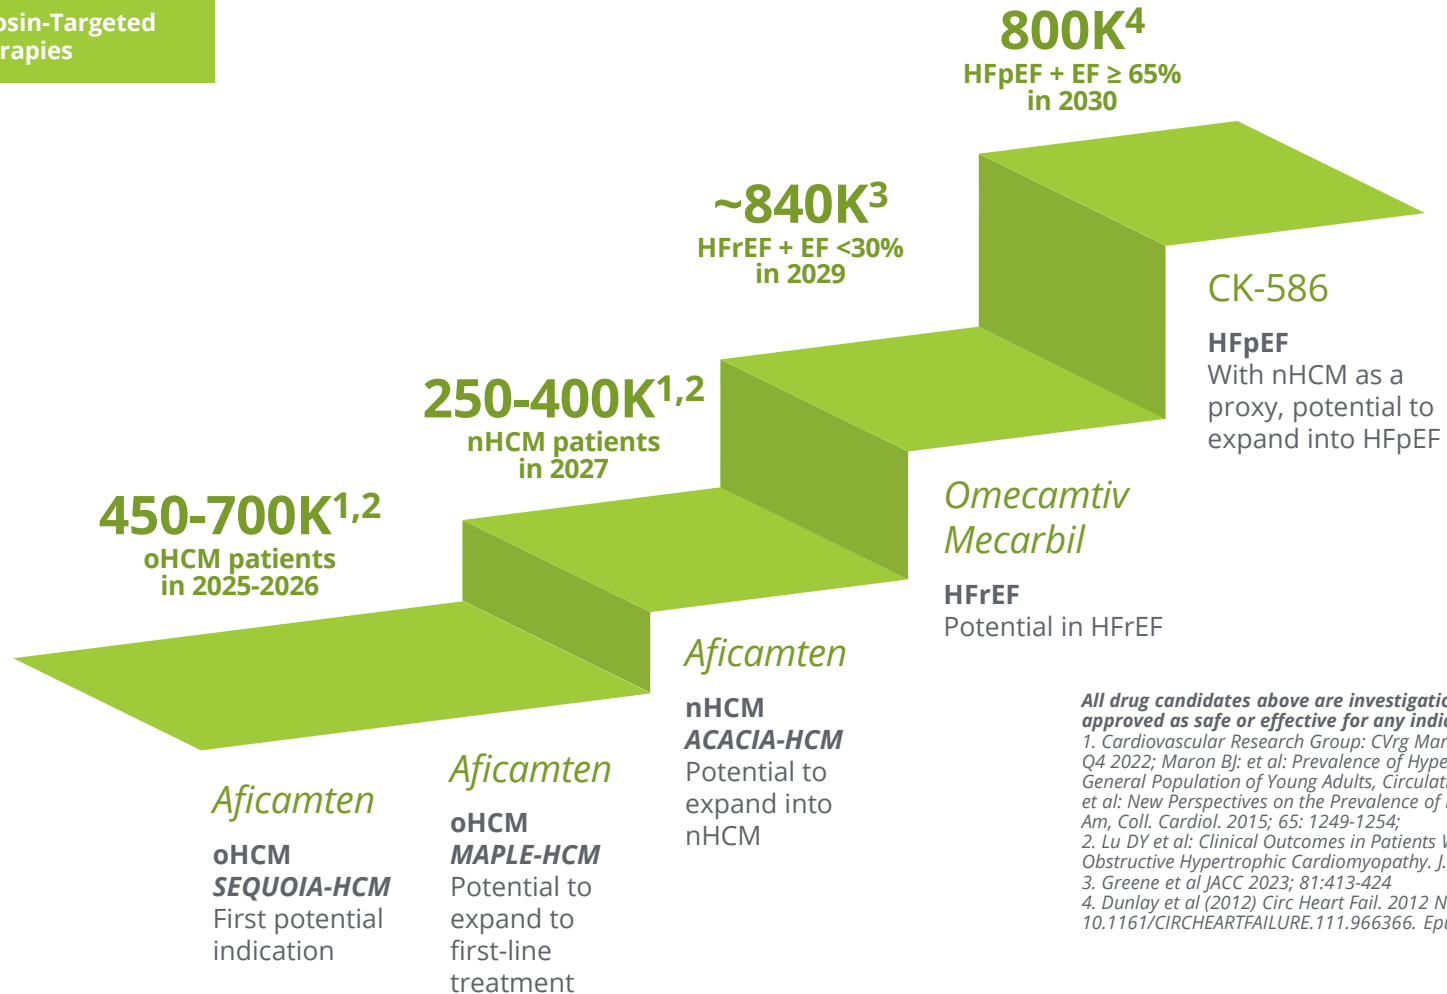 osin-Targeted
rapies
800K⁴
HFpEF + EF ≥ 65%
in 2030
~840K³
HFrEF + EF <30%
in 2029
250-400K¹,²
nHCM patients
in 2027
450-700K¹,²
oHCM patients
in 2025-2026
CK-586
HFpEF
With nHCM as a
proxy, potential to
expand into HFpEF
Omecamtiv
Mecarbil
HFrEF
Potential in HFrEF
Aficamten
nHCM
ACACIA-HCM
Potential to
expand into
nHCM
Aficamten
oHCM
MAPLE-HCM
Potential to
expand to
first-line
treatment
Aficamten
oHCM
SEQUOIA-HCM
First potential
indication
All drug candidates above are investigatio
approved as safe or effective for any indic
1. Cardiovascular Research Group: CVrg Mar
Q4 2022; Maron BJ: et al: Prevalence of Hype
General Population of Young Adults, Circulati
et al: New Perspectives on the Prevalence of
Am, Coll. Cardiol. 2015; 65: 1249-1254;
2. Lu DY et al: Clinical Outcomes in Patients
Obstructive Hypertrophic Cardiomyopathy. J.
3. Greene et al JACC 2023; 81:413-424
4. Dunlay et al (2012) Circ Heart Fail. 2012 N
10.1161/CIRCHEARTFAILURE.111.966366. Epu